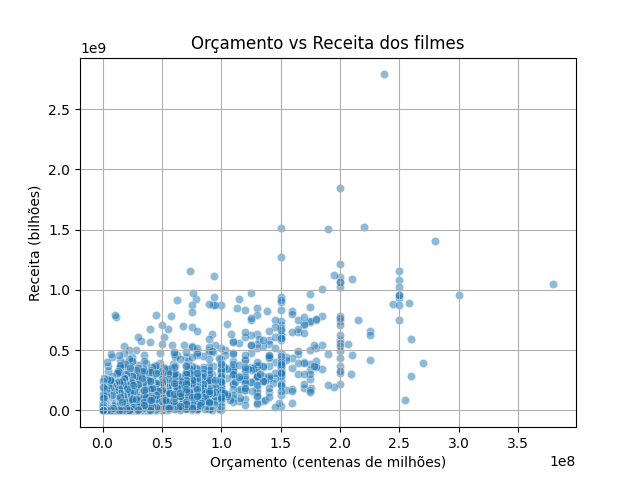 Orçamento vs Receita dos filmes
1e9
2.5
2.0
1.5
1.0
0.5
0.0
Receita (bilhões)
0.0 0.5 1.0 1.5 2.0 2.5 3.0 3.5
1e8
Orçamento (centenas de milhões)